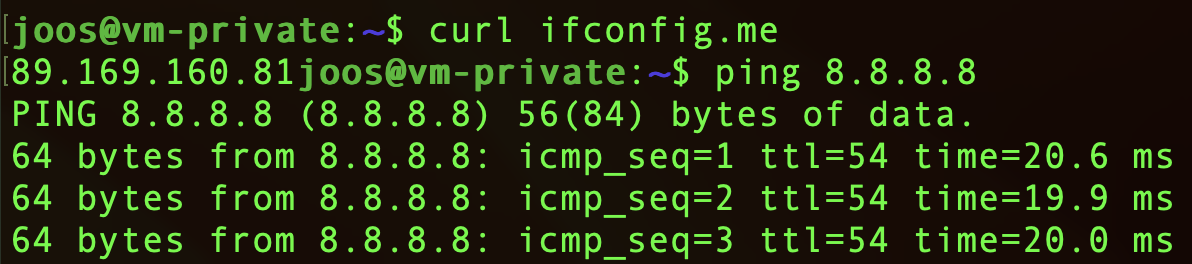 [joos@vm-private:~$ curl ifconfig.me
[89.169.160.81joos@vm-private:~$ ping 8.8.8.8
PING 8.8.8.8 (8.8.8.8) 56(84) bytes of data.
64 bytes from 8.8.8.8: icmp_seq=1 ttl=54 time=20.6 ms
64 bytes from 8.8.8.8: icmp_seq=2 ttl=54 time=19.9 ms
64 bytes from 8.8.8.8: icmp_seq=3 ttl=54 time=20.0 ms